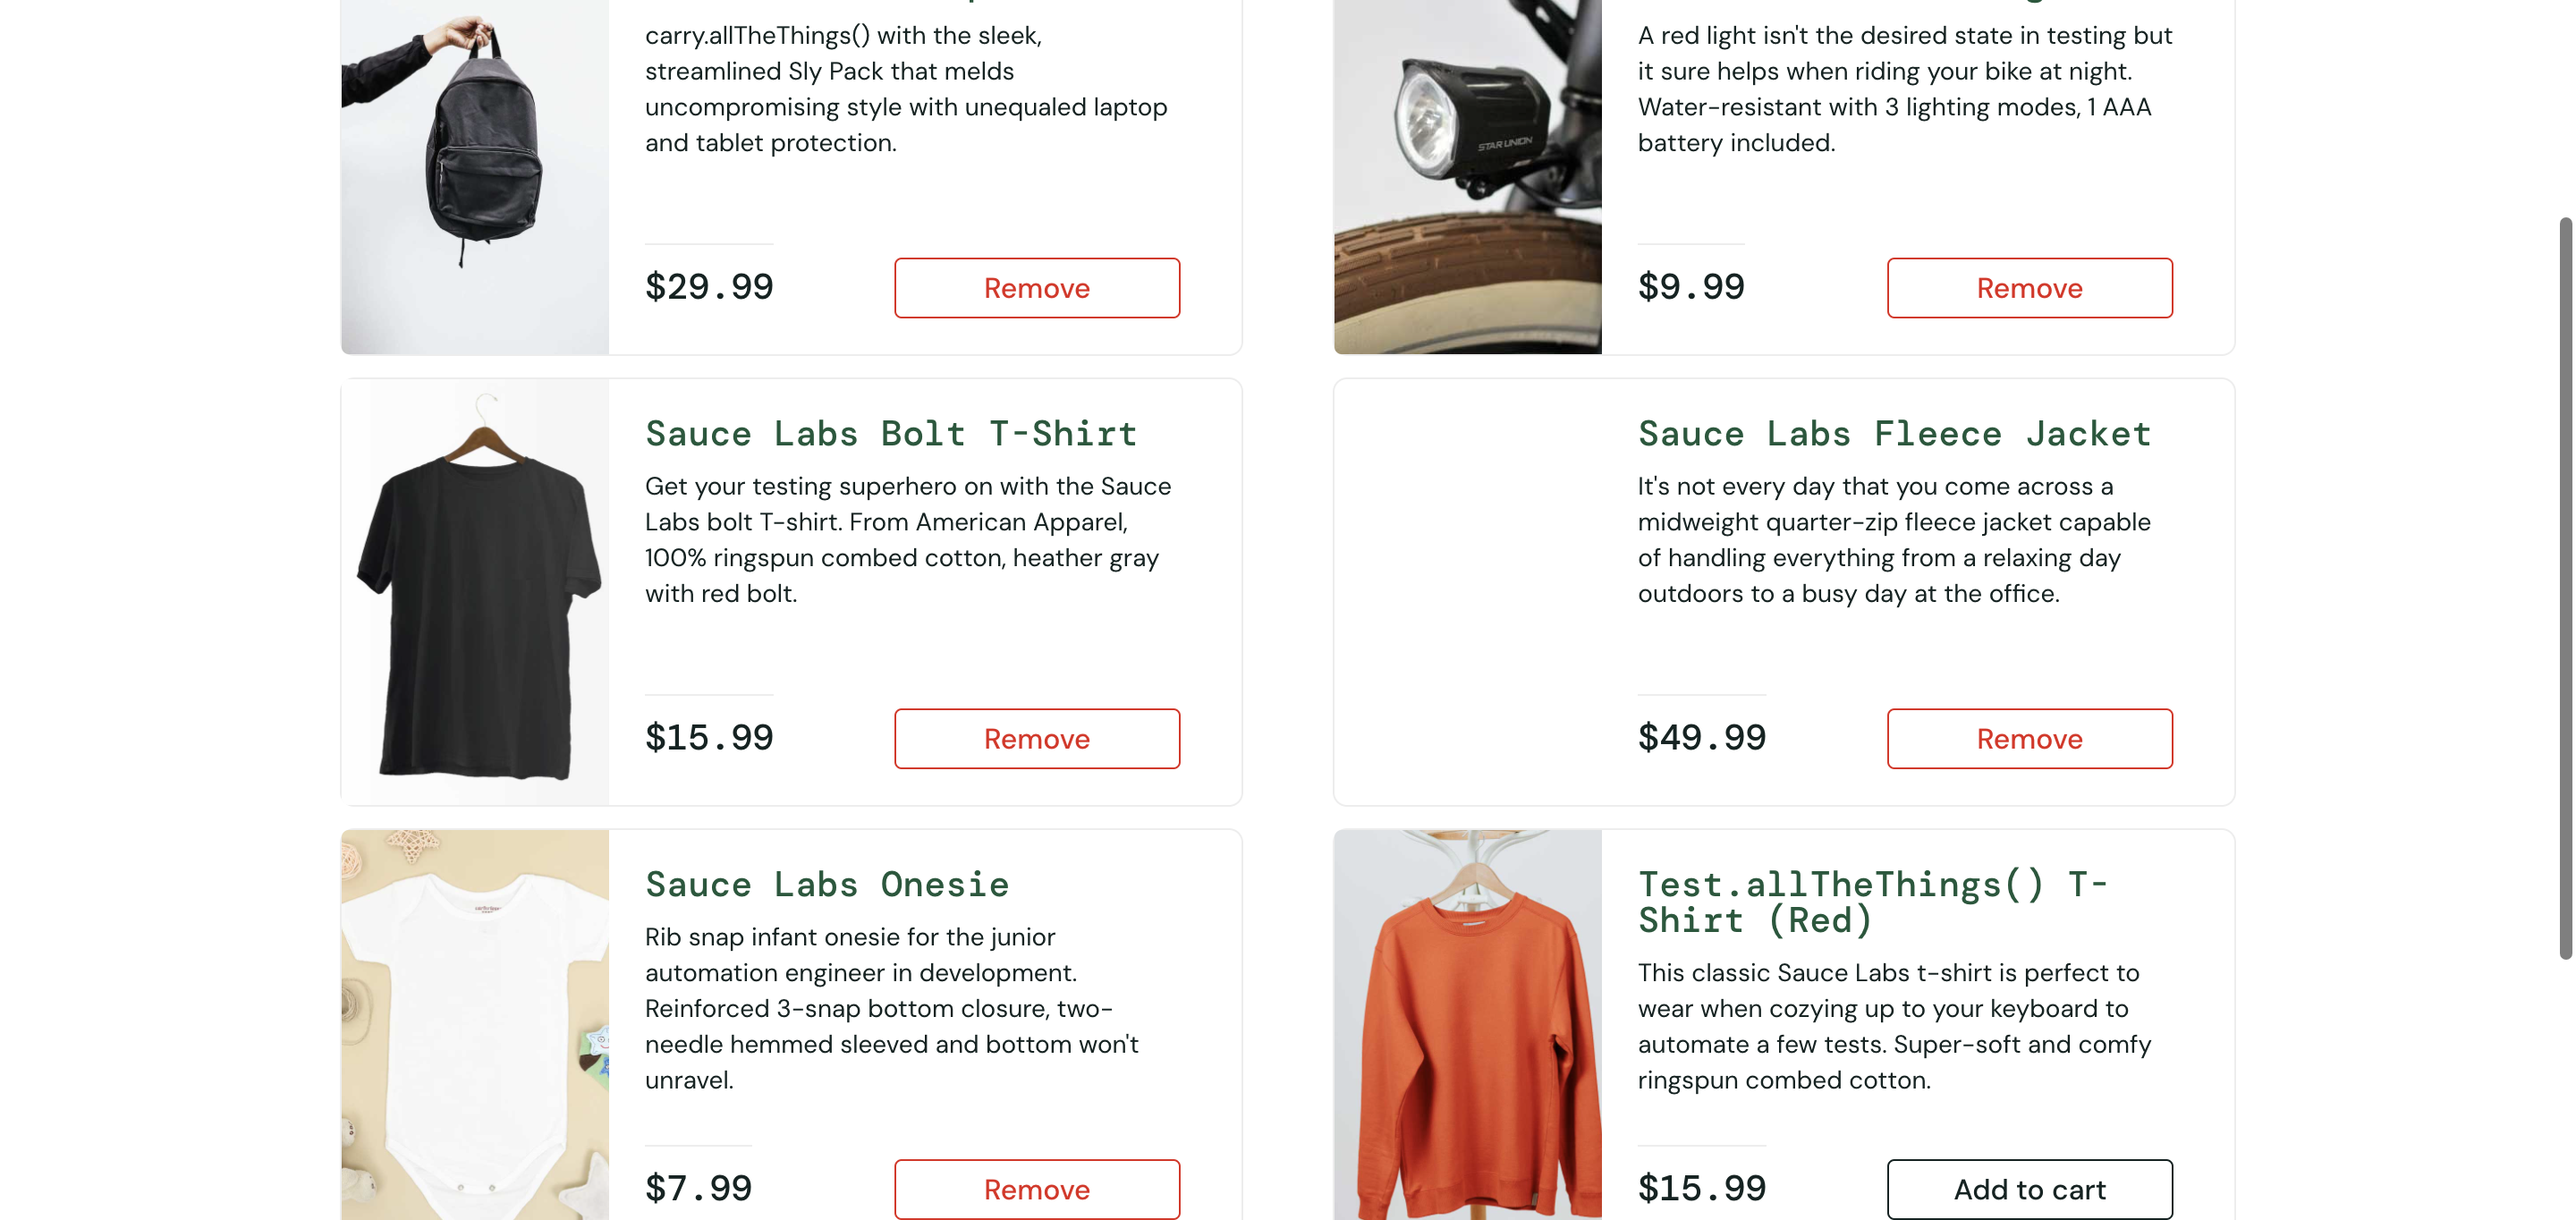 carry.allTheThings() with the sleek,
streamlined Sly Pack that melds
uncompromising style with unequaled laptop
and tablet protection.
$29.99
Remove
STAR UNION
A red light isn't the desired state in testing but
it sure helps when riding your bike at night.
Water-resistant with 3 lighting modes, 1 AAA
battery included.
$9.99
Remove
Sauce Labs Bolt T-Shirt
Get your testing superhero on with the Sauce
Labs bolt T-shirt. From American Apparel,
100% ringspun combed cotton, heather gray
with red bolt.
$15.99
Remove
Sauce Labs Fleece Jacket
It's not every day that you come across a
midweight quarter-zip fleece jacket capable
of handling everything from a relaxing day
outdoors to a busy day at the office.
$49.99
Remove
Sauce Labs Onesie
Rib snap infant onesie for the junior
automation engineer in development.
Reinforced 3-snap bottom closure, two-
needle hemmed sleeved and bottom won't
unravel.
$7.99
Remove
Test.allTheThings() T-
Shirt (Red)
This classic Sauce Labs t-shirt is perfect to
wear when cozying up to your keyboard to
automate a few tests. Super-soft and comfy
ringspun combed cotton.
$15.99
Add to cart